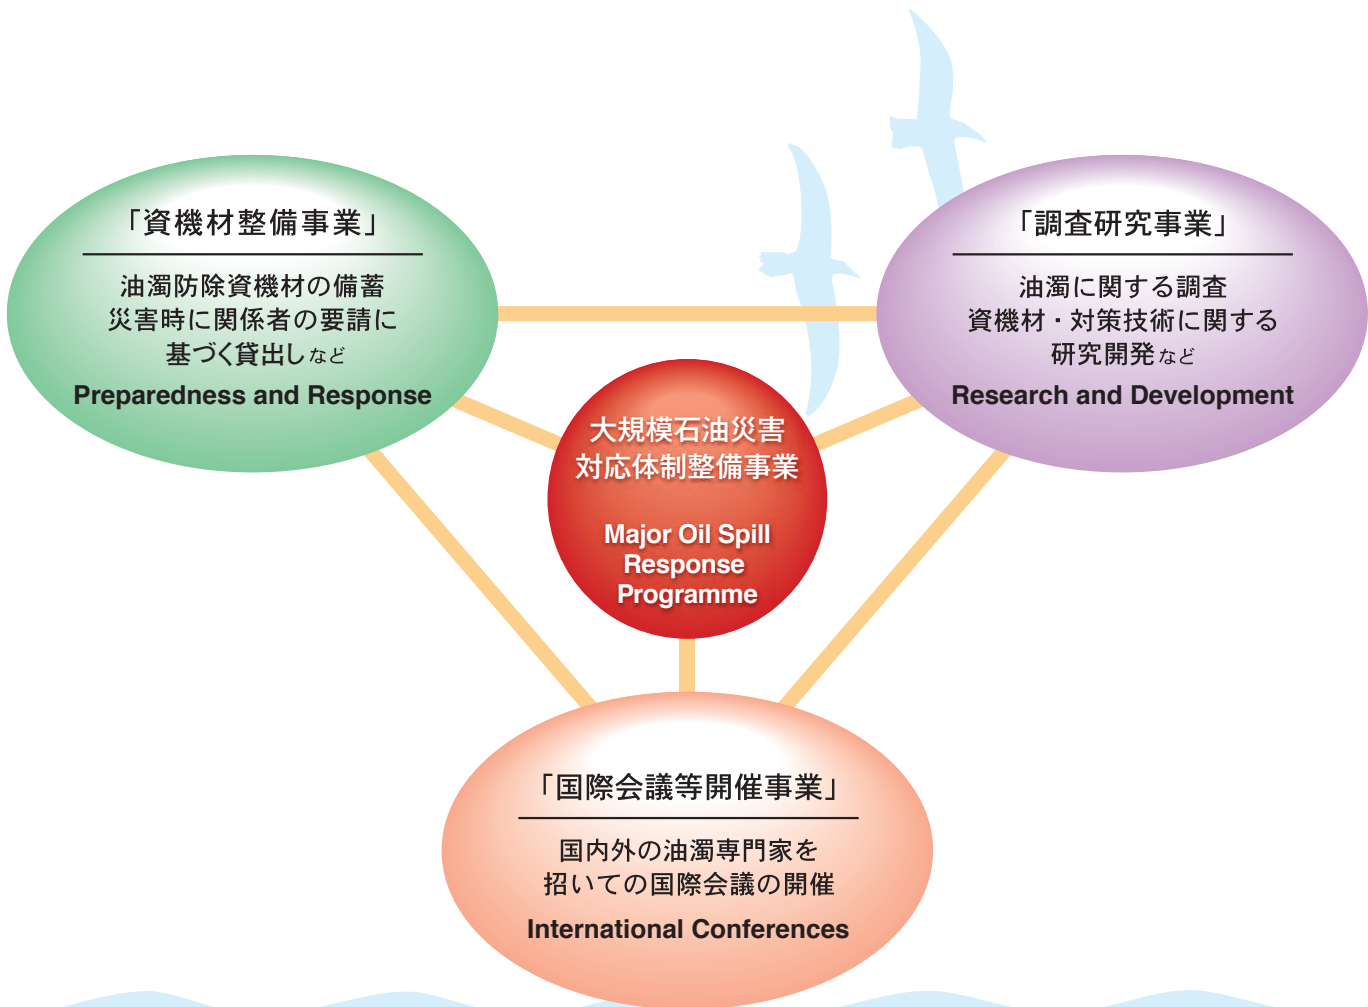 「資機材整備事業」
油濁防除資機材の備蓄
災害時に関係者の要請に
基づく貸出しなど
Preparedness and Response
「調査研究事業」
油濁に関する調査
資機材・対策技術に関する
研究開発など
Research and Development
大規模石油災害
対応体制整備事業
Major Oil Spill
Response
Programme
「国際会議等開催事業」
国内外の油濁専門家を
招いての国際会議の開催
International Conferences